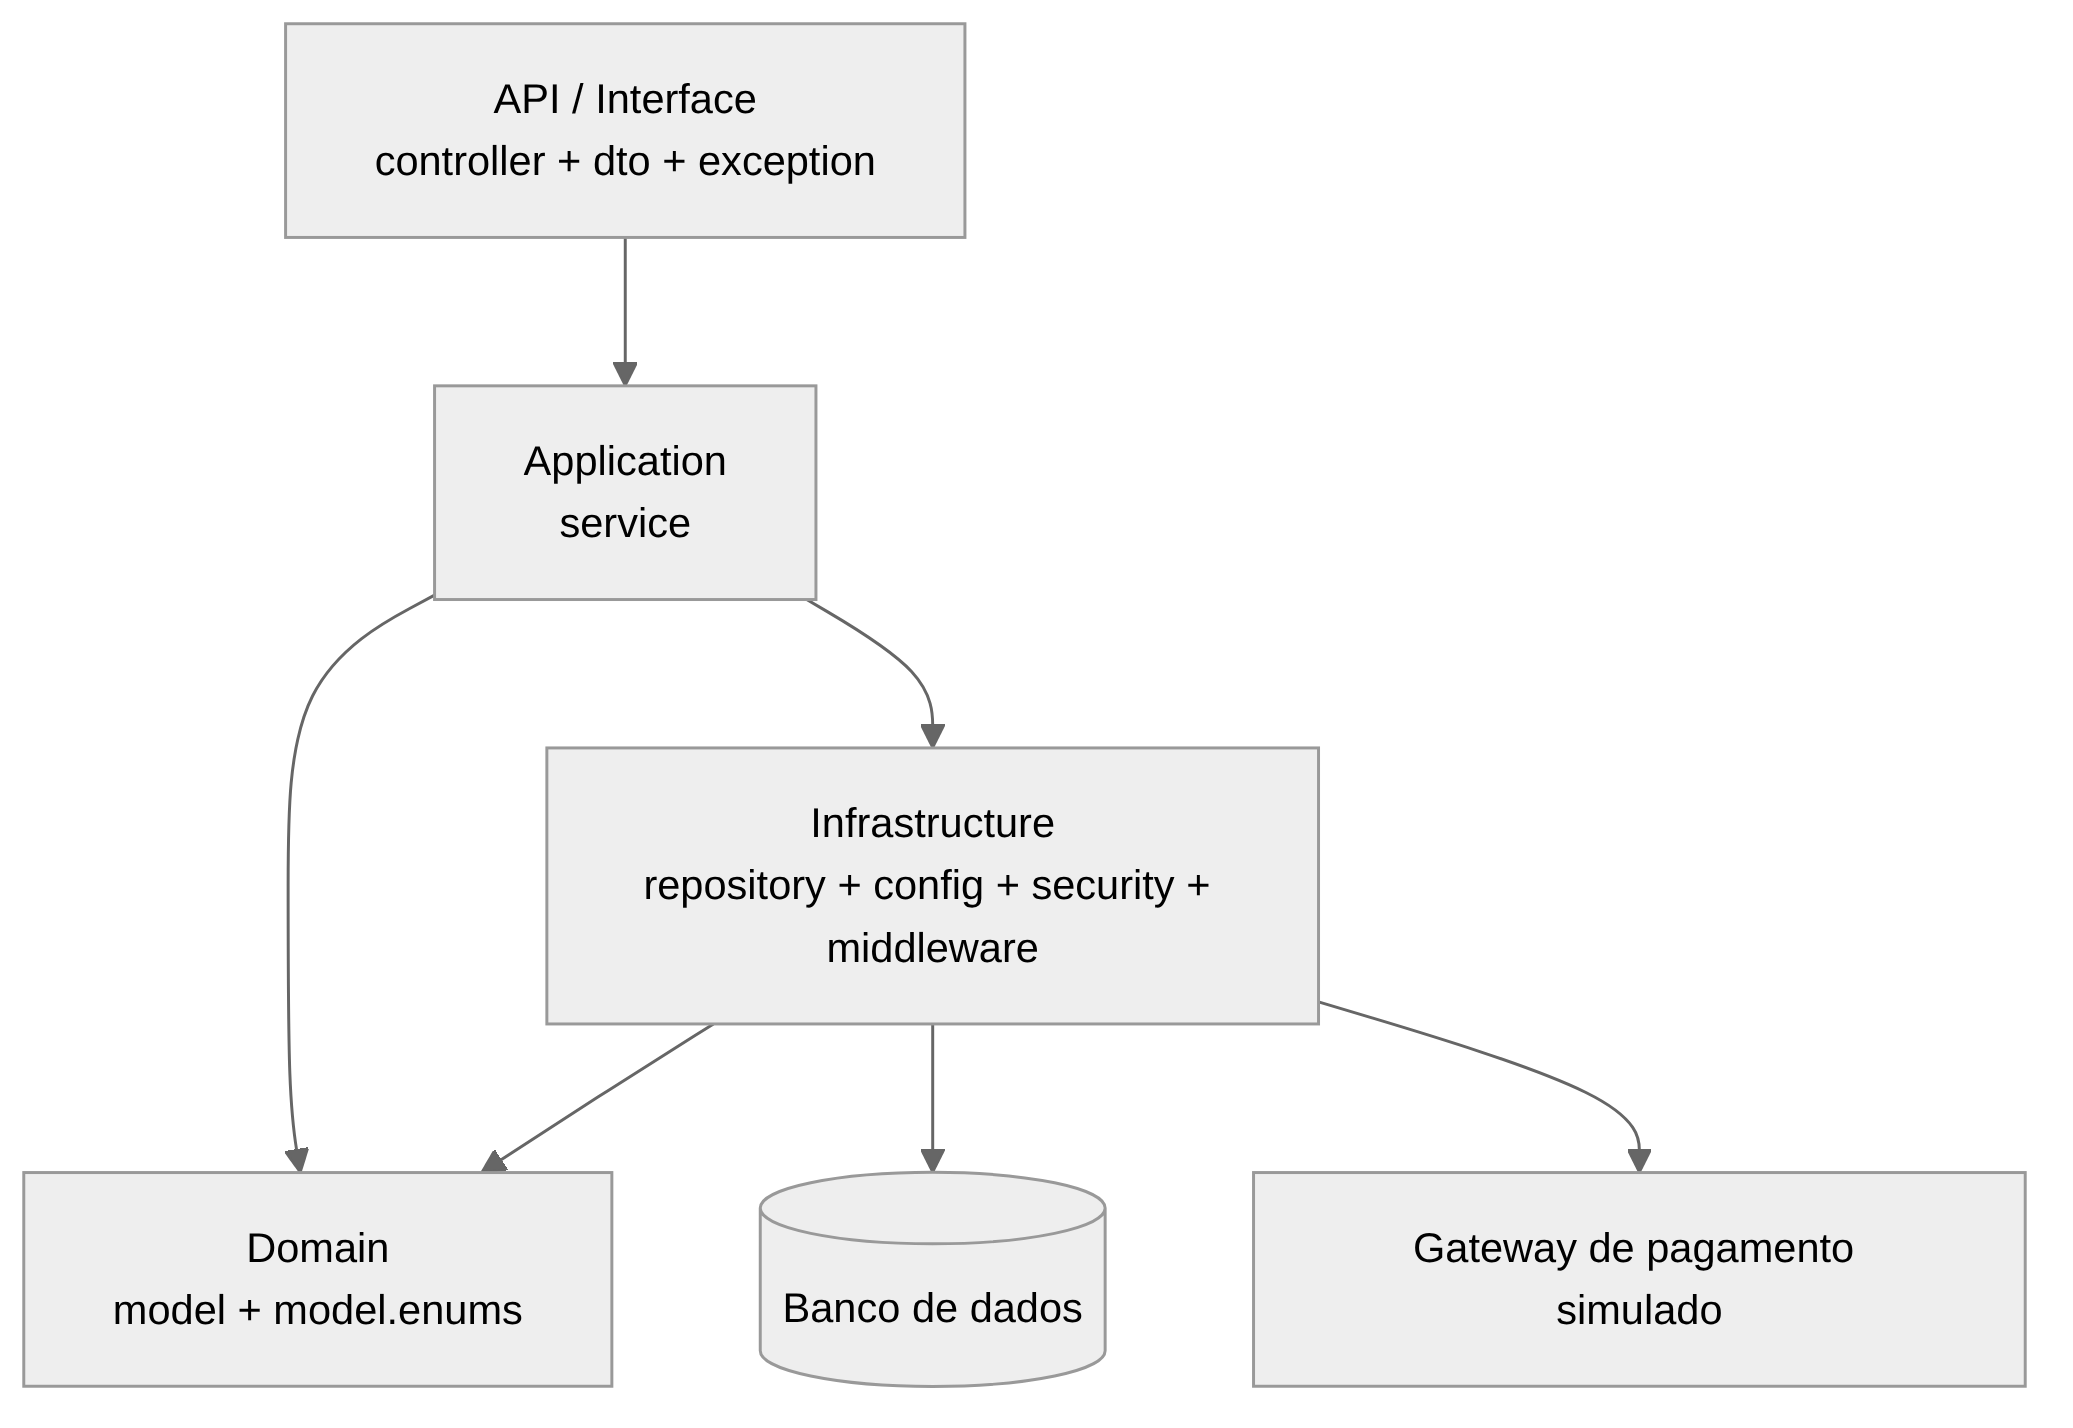 API / Interface
controller + dto + exception
Application
service
Infrastructure
repository + config + security +
middleware
Domain
model + model.enums
Banco de dados
Gateway de pagamento
simulado